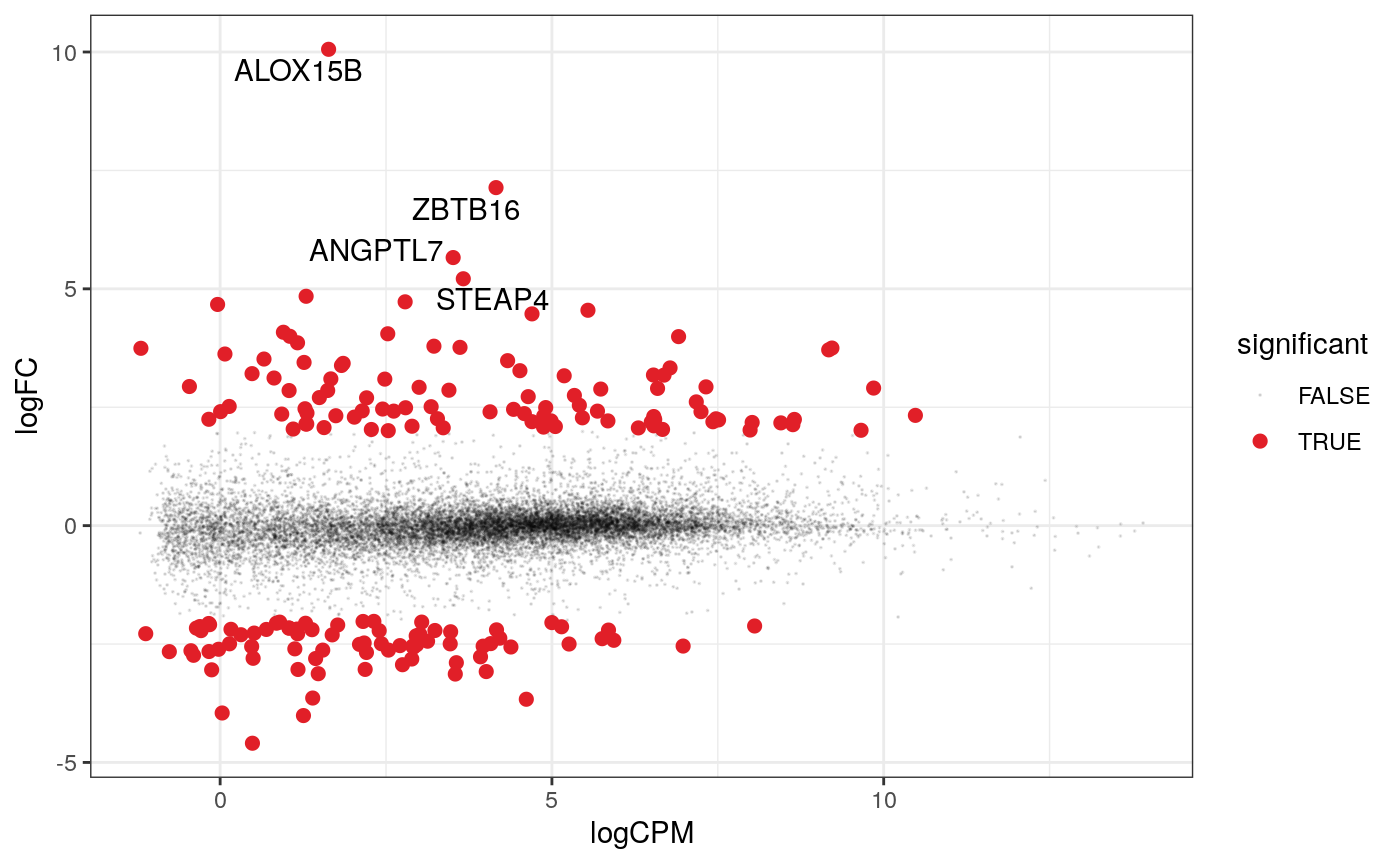 10
ALOX15B
ZBTB16
ANGPTL7
5
STEAP4
logFC
0
-5
0
5
10
logCPM
significant
FALSE
TRUE